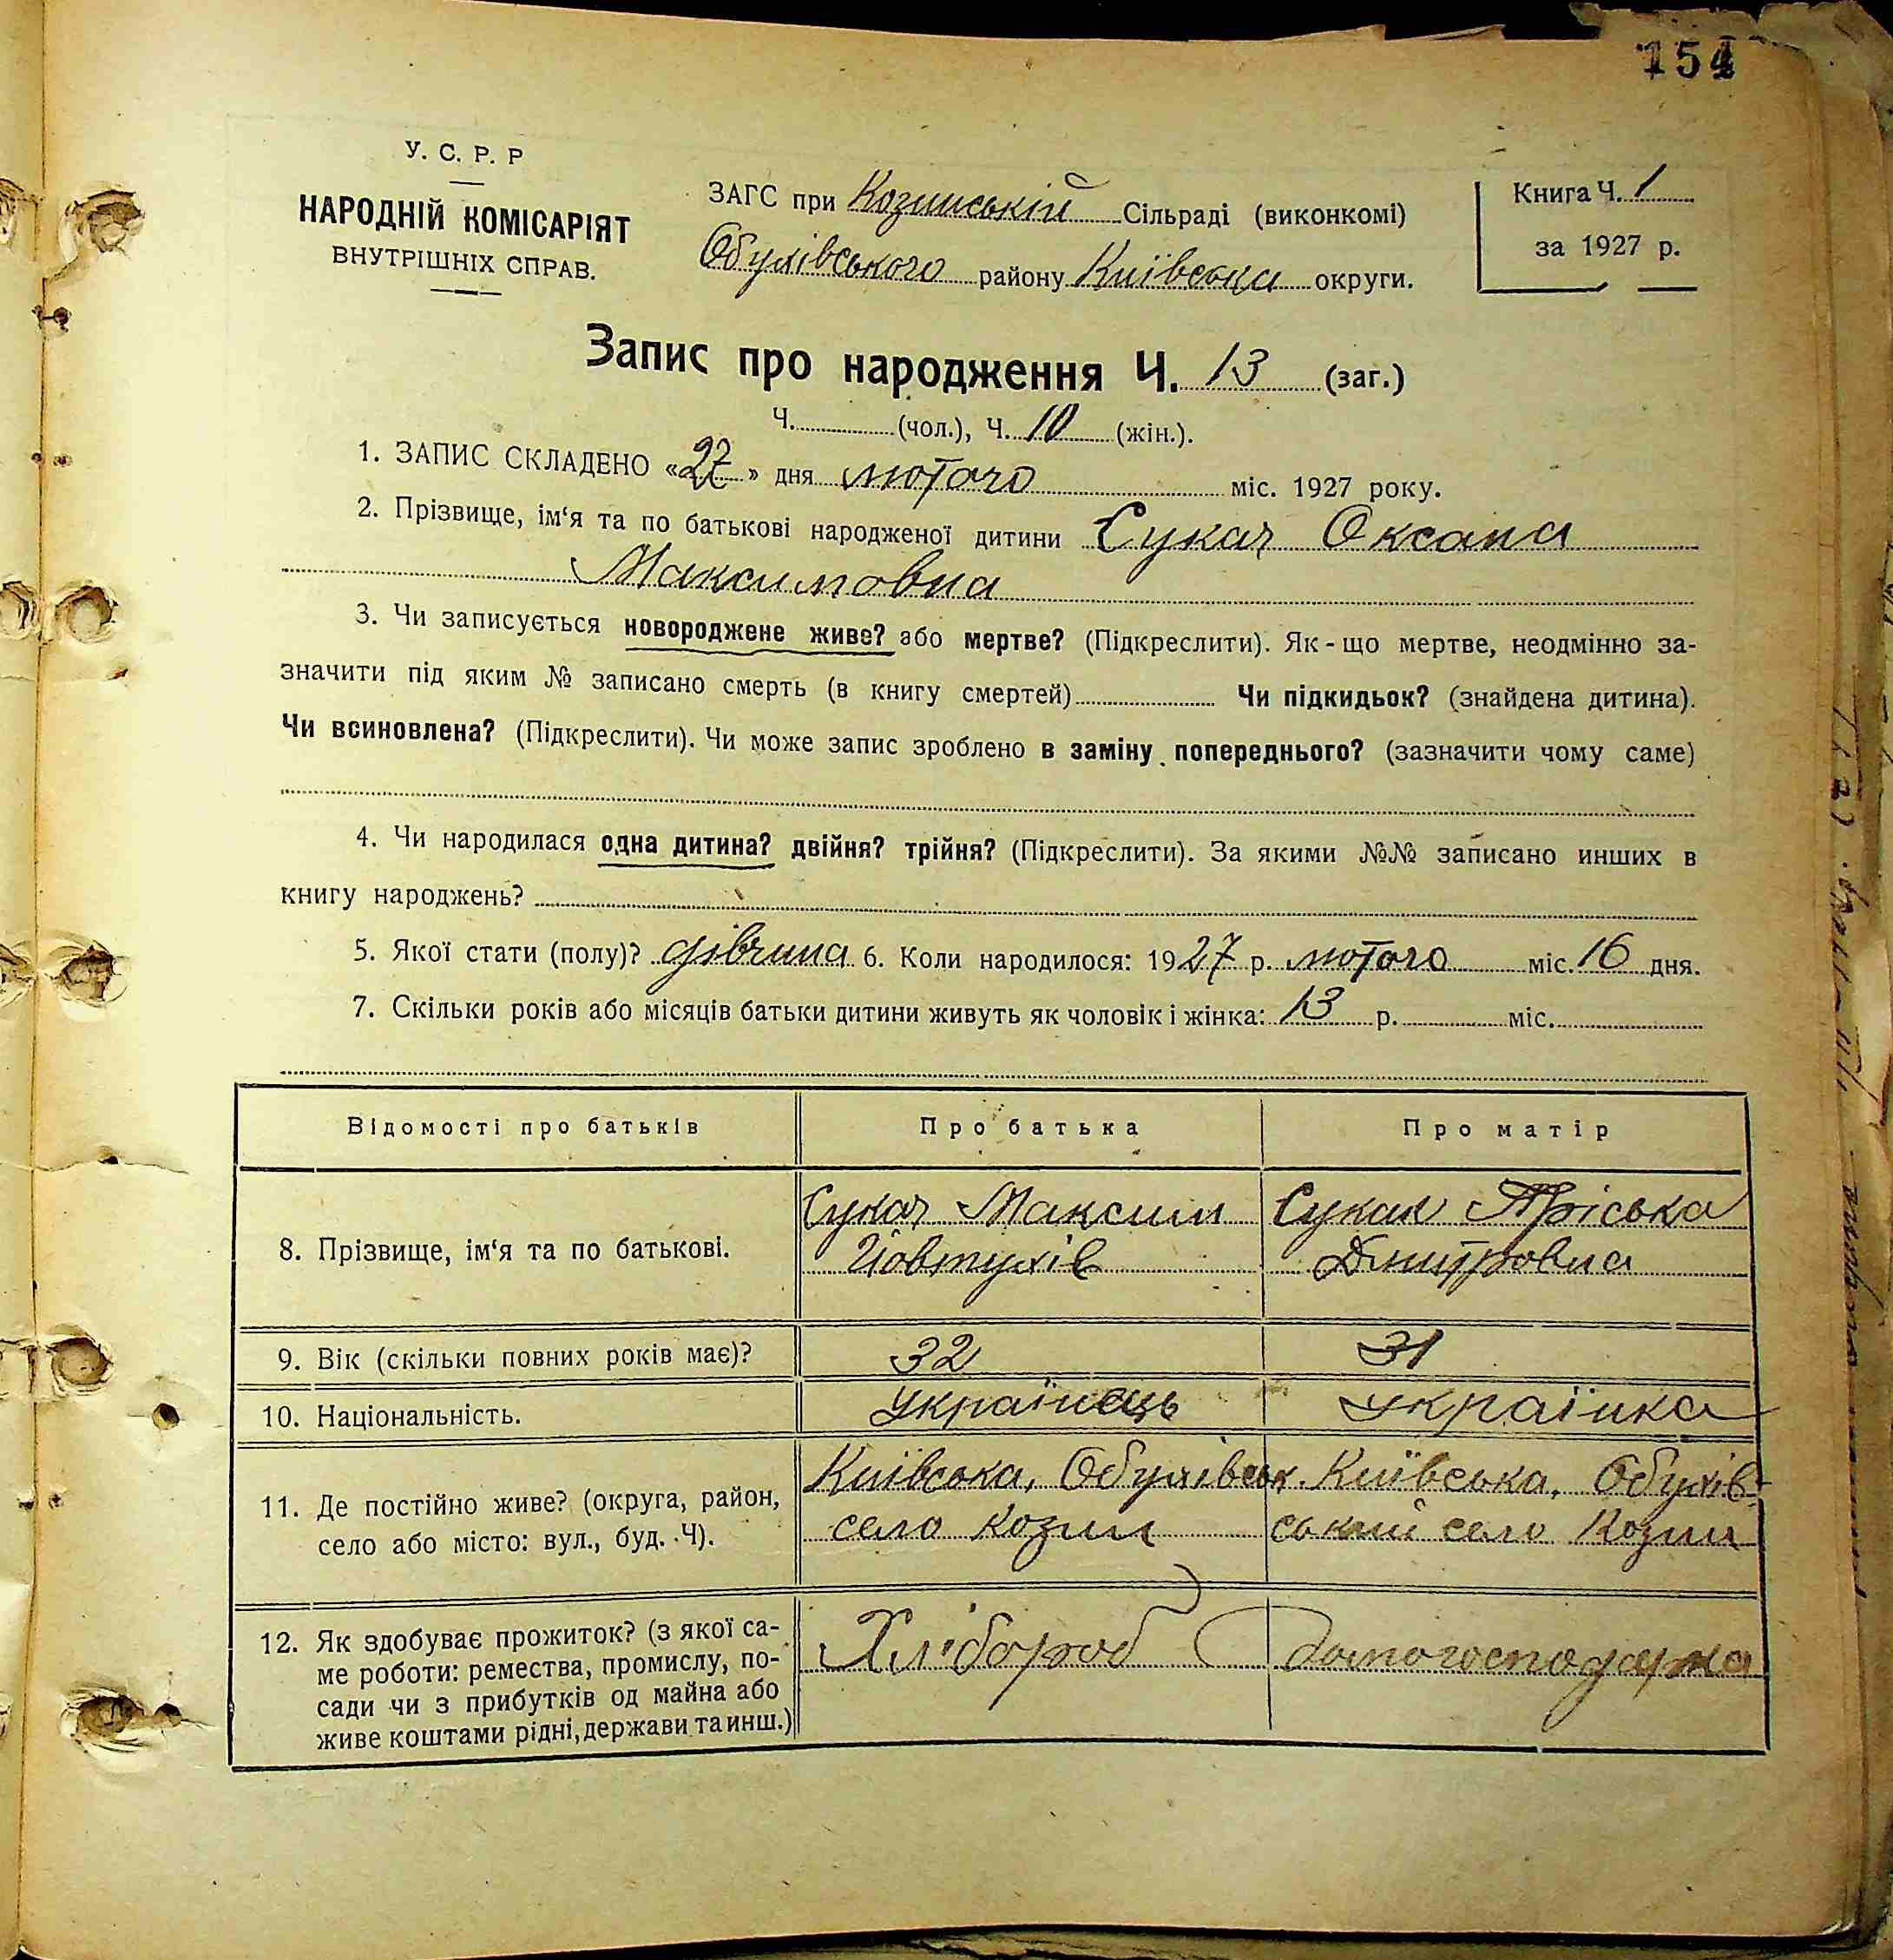 154
У. С. Р. Р
НАРОДНІЙ КОМІСАРІЯТ
ВНУТРІШНІХ СПРАВ.
ЗАГС при Козинській Сільраді (виконкомі)
Обухівського району Київська округи.
Книга Ч. 1
за 1927 р.
Запис про народження Ч. 13 (заг.)
Ч. (чол.), Ч. 10 (жін.).
1. ЗАПИС СКЛАДЕНО «22» дня лютого міс. 1927 року.
2. Прізвище, ім‘я та по батькові народженої дитини Сукач Оксана
Максимовна
3. Чи записується новороджене живе? або мертве? (Підкреслити). Як-що мертве, неодмінно за-
значити під яким № записано смерть (в книгу смертей) Чи підкидьок? (знайдена дитина).
Чи всиновлена? (Підкреслити). Чи може запис зроблено в заміну попереднього? (зазначити чому саме)
4. Чи народилася одна дитина? двійня? трійня? (Підкреслити). За якими №№ записано инших в
книгу народжень?
5. Якої стати (полу)? дівчина 6. Коли народилося: 1927 р. лютого міс. 16 дня.
7. Скільки років або місяців батьки дитини живуть як чоловік і жінка: 13 р. міс.
Відомості про батьків Про батька Про матір
8. Прізвище, ім‘я та по батькові.
Сукач Максим
Йовтухів
Сукач Пріська
Дмитровна
9. Вік (скільки повних років має)? 32 31
10. Національність. Українець Українка
11. Де постійно живе? (округа, район,
село або місто: вул., буд. Ч).
Київська, Обухівськ.
село Козин
Київська, Обухів-
ський село Козин
12. Як здобуває прожиток? (з якої са-
ме роботи: ремества, промислу, по-
сади чи з прибутків од майна або
живе коштами рідні, держави та инш.)
Хлібороб
домогосподарка